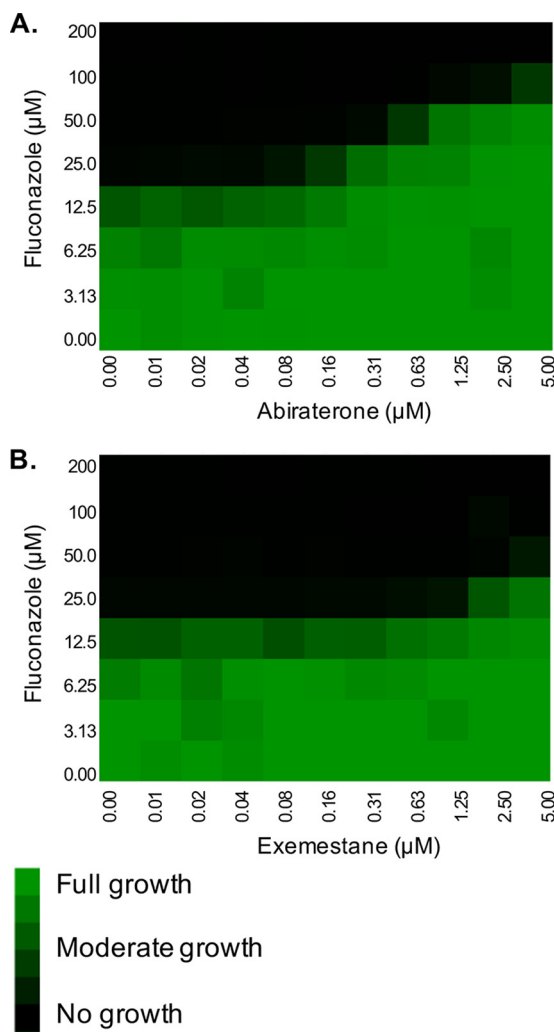 A.
Fluconazole (µM)
200
100
50.0
25.0
12.5
6.25
3.13
0.00
0.00 0.01 0.02 0.04 0.08 0.16 0.31 0.63 1.25 2.50 5.00
Abiraterone (µM)
B.
Fluconazole (µM)
200
100
50.0
25.0
12.5
6.25
3.13
0.00
0.00 0.01 0.02 0.04 0.08 0.16 0.31 0.63 1.25 2.50 5.00
Exemestane (µM)
Full growth
Moderate growth
No growth